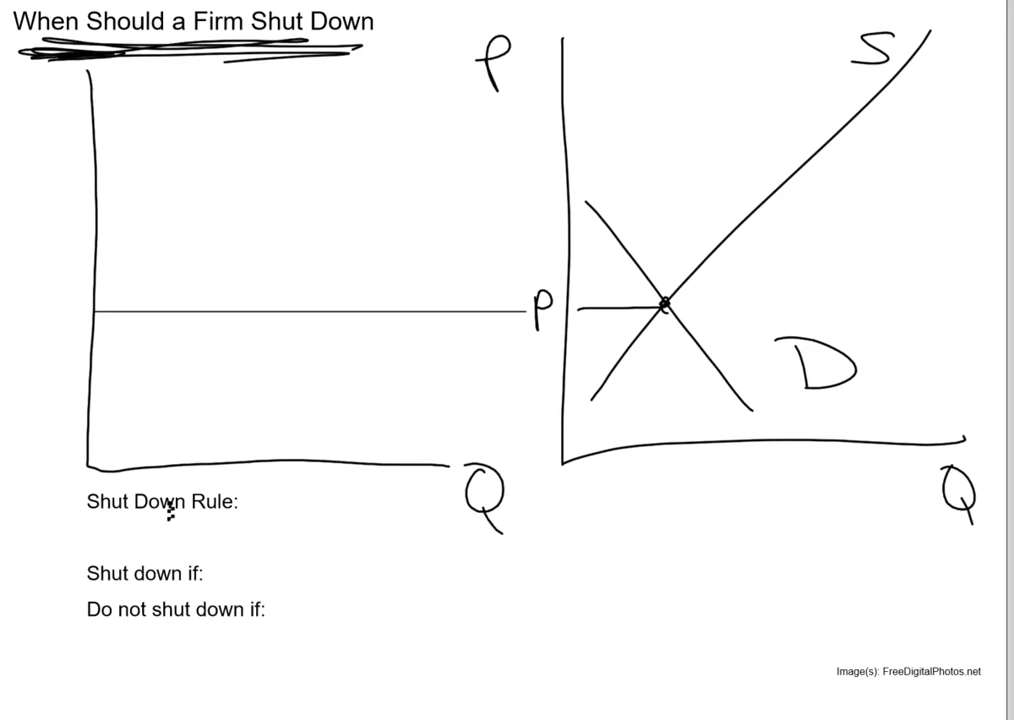 When Should a Firm Shut Down
P
S
P
D
Q
Q
Shut Down Rule:
Shut down if:
Do not shut down if:
Image(s): FreeDigitalPhotos.net